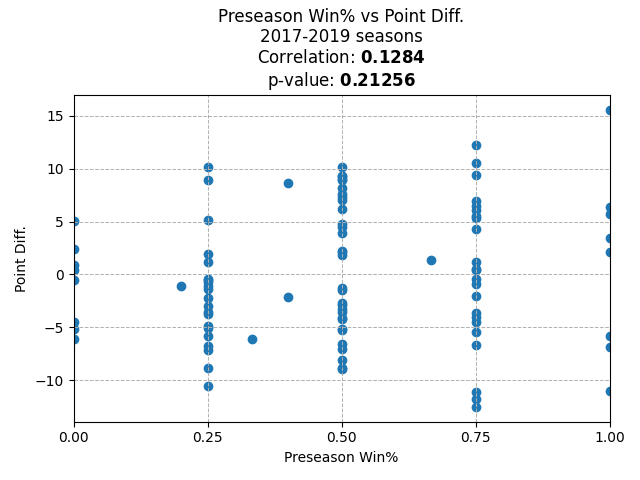 Preseason Win% vs Point Diff.
2017-2019 seasons
Correlation: 0.1284
p-value: 0.21256
15
10
5
0
−5
−10
Point Diff.
0.00 0.25 0.50 0.75 1.00
Preseason Win%